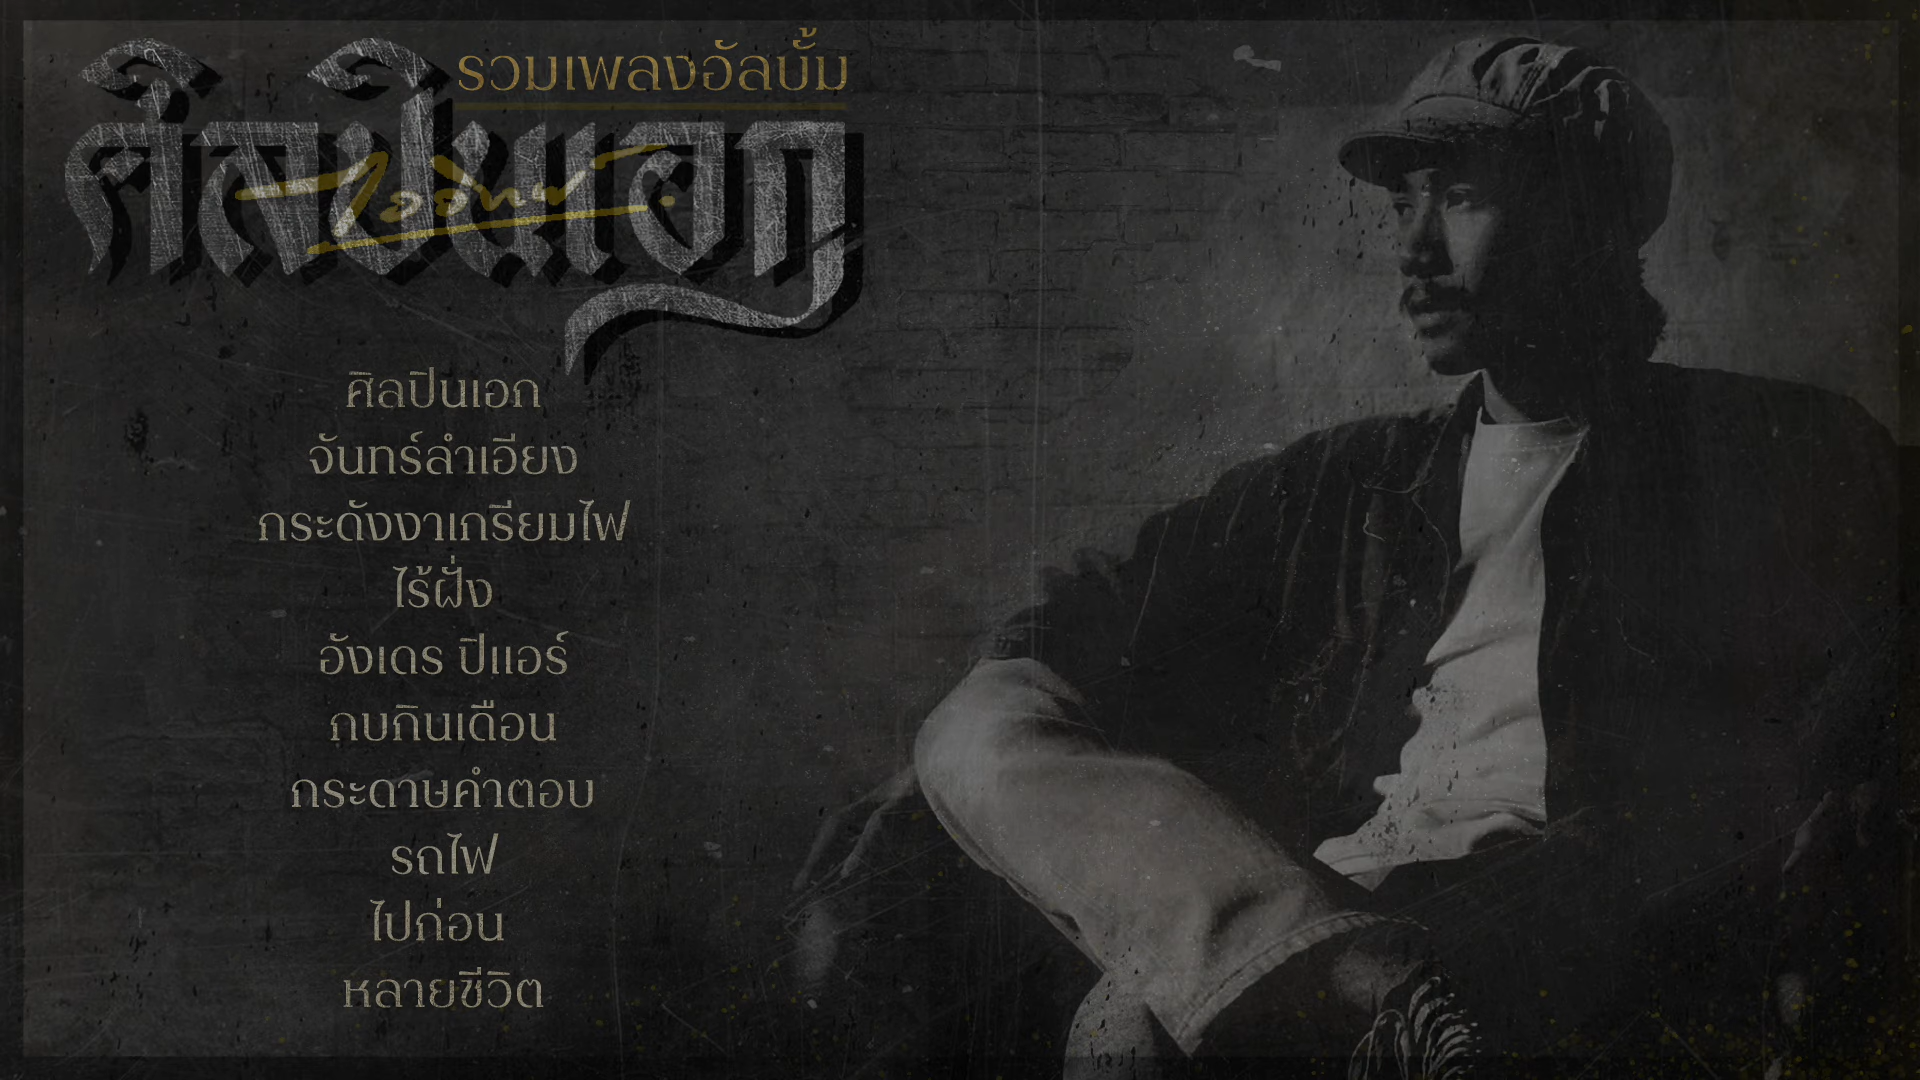 รวมเพลงอัลบั้ม
ศิลปินเอก
ไออิทย์
ศิลปินเอก
จันทร์ลำเอียง
กระดังงาเกรียมไฟ
ไร้ฝั่ง
อังเดร ปิแอร์
กบกินเดือน
กระดาษคำตอบ
รถไฟ
ไปก่อน
หลายชีวิต